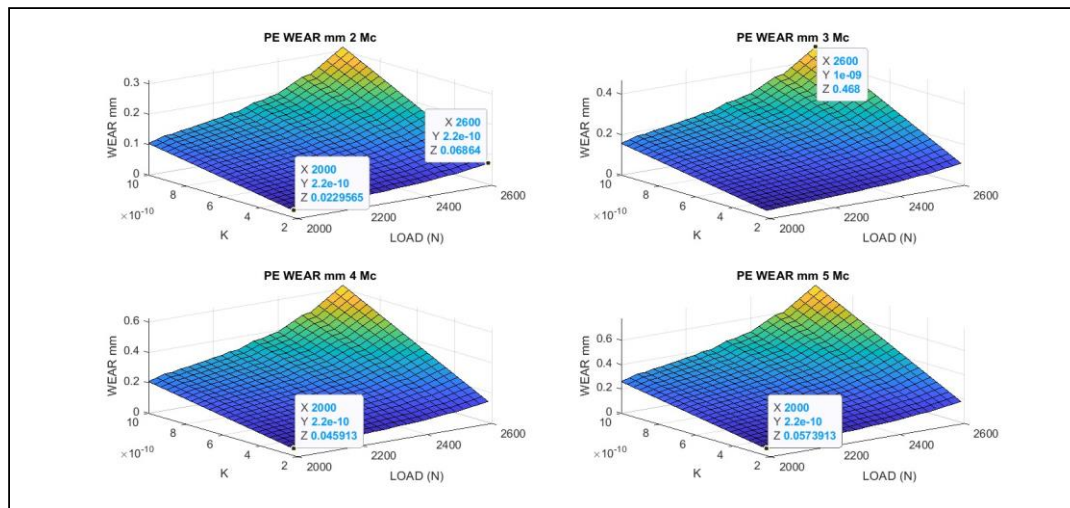 PE WEAR mm 2 Mc
WEAR mm
0.3
0.2
0.1
0
10
8
6
4
2
×10-10
K
2000
2200
2400
2600
LOAD (N)
X 2600
Y 2.2e-10
Z 0.06864
X 2000
Y 2.2e-10
Z 0.0229565
PE WEAR mm 3 Mc
WEAR mm
0.4
0.2
0
10
8
6
4
2
×10-10
K
2000
2200
2400
2600
LOAD (N)
X 2600
Y 1e-09
Z 0.468
PE WEAR mm 4 Mc
WEAR mm
0.6
0.4
0.2
0
10
8
6
4
2
×10-10
K
2000
2200
2400
2600
LOAD (N)
X 2000
Y 2.2e-10
Z 0.045913
PE WEAR mm 5 Mc
WEAR mm
0.6
0.4
0.2
0
10
8
6
4
2
×10-10
K
2000
2200
2400
2600
LOAD (N)
X 2000
Y 2.2e-10
Z 0.0573913